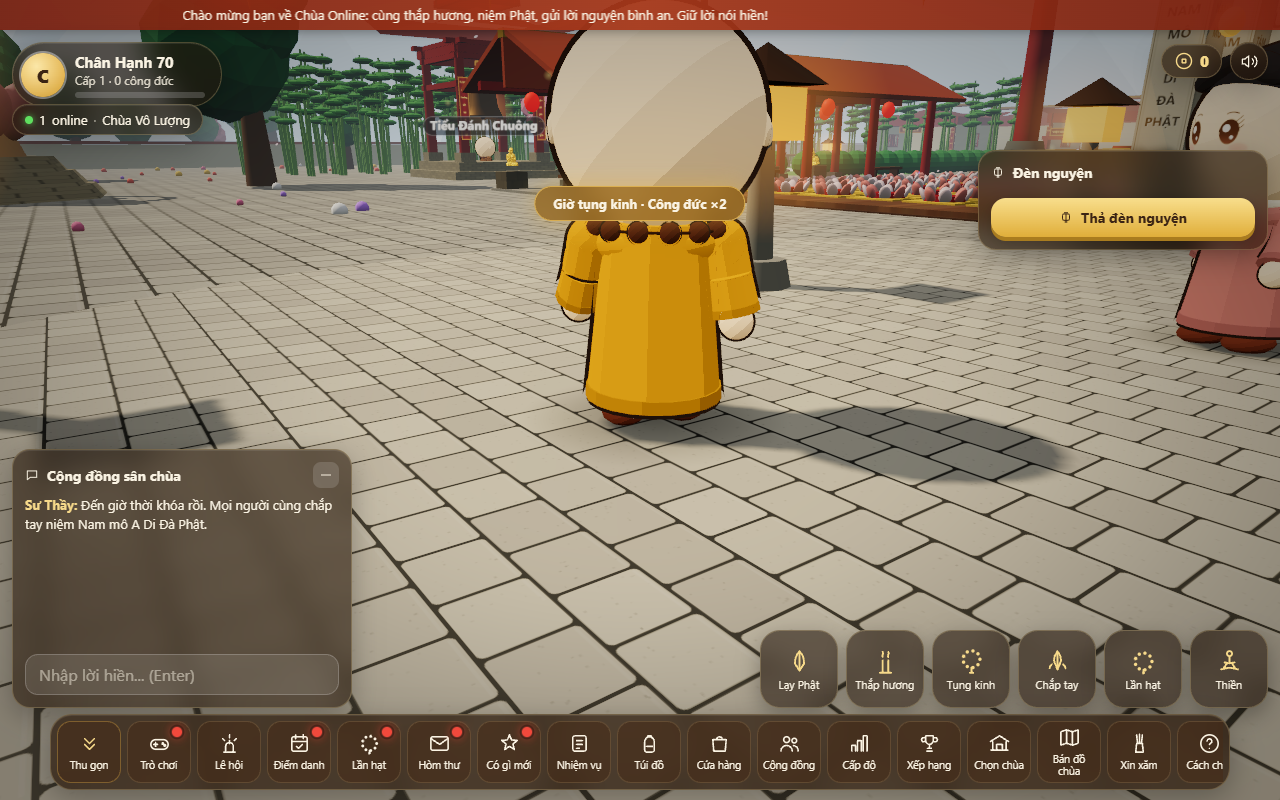 Chào mừng bạn về Chùa Online: cùng thắp hương, niệm Phật, gửi lời nguyện bình an. Giữ lời nói hiền!
C
Chân Hạnh 70
Cấp 1 · 0 công đức
1 online · Chùa Vô Lượng
0
NAM
MÔ
DI
ĐÀ
PHẬT
Tiểu Đánh Chuông
Đèn nguyện
Thả đèn nguyện
Giờ tụng kinh · Công đức ×2
Cộng đồng sân chùa
Sư Thầy: Đến giờ thời khóa rồi. Mọi người cùng chắp
tay niệm Nam mô A Di Đà Phật.
Nhập lời hiền... (Enter)
Lạy Phật
Thắp hương
Tụng kinh
Chắp tay
Lần hạt
Thiền
Thu gọn
Trò chơi
Lễ hội
Điểm danh
Lần hạt
Hòm thư
Có gì mới
Nhiệm vụ
Túi đồ
Cửa hàng
Cộng đồng
Cấp độ
Xếp hạng
Chọn chùa
Bản đồ
chùa
Xin xăm
Cách ch